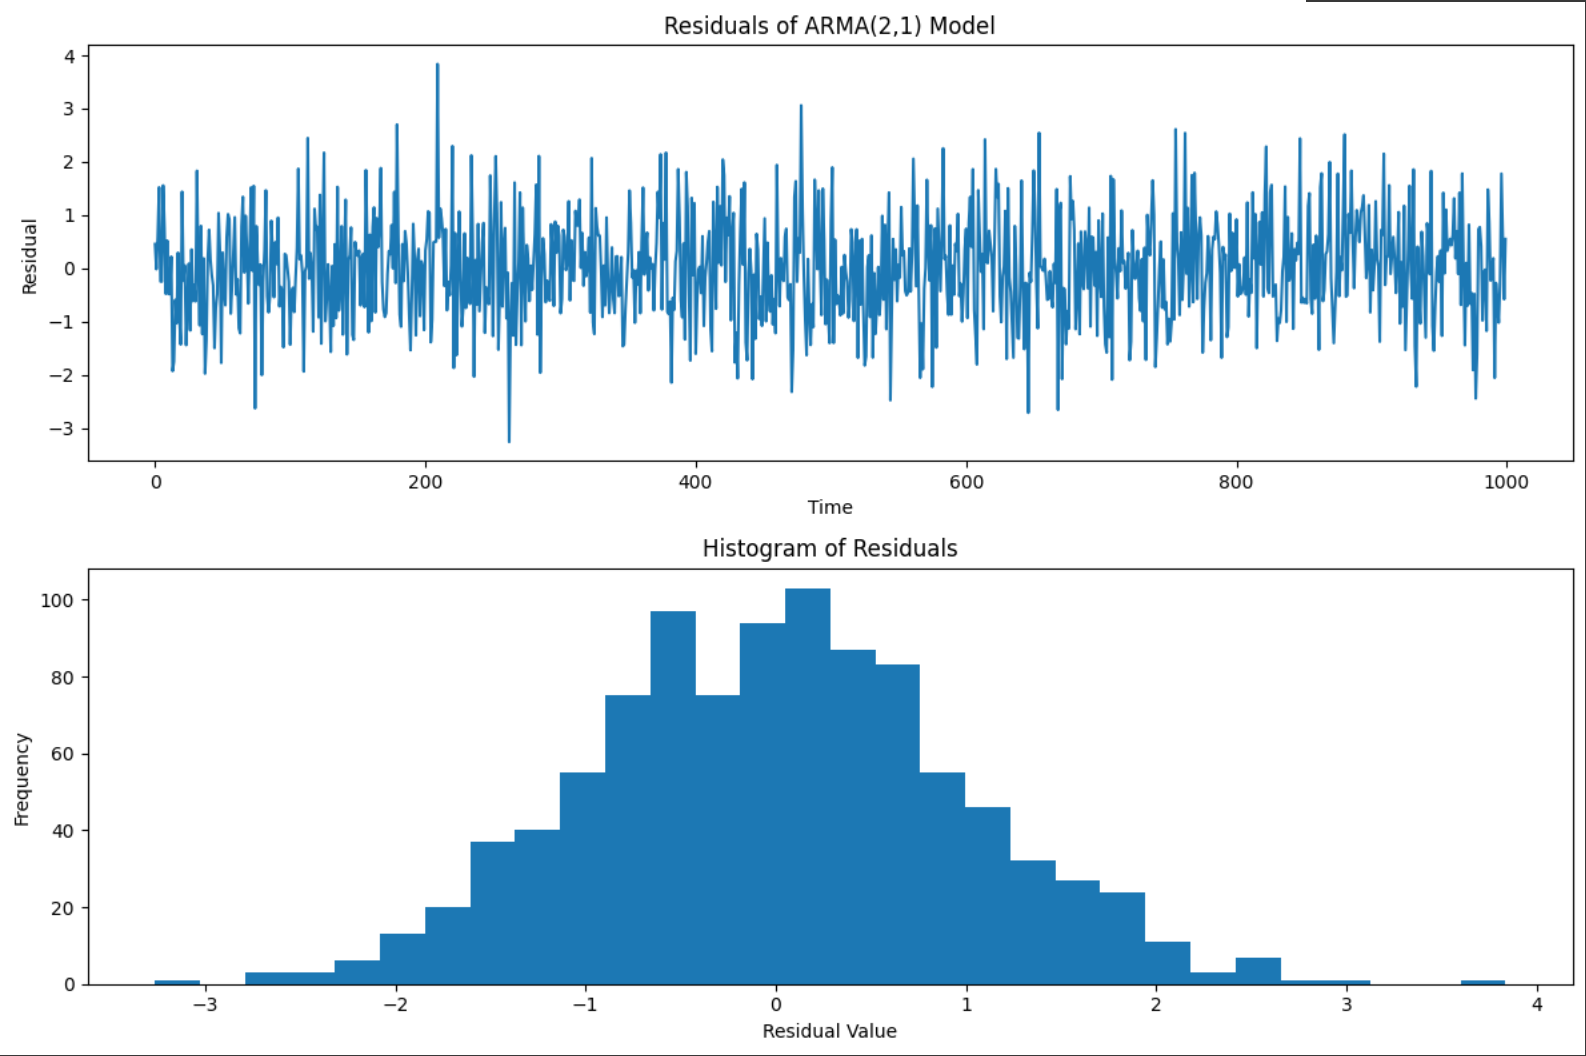 Residuals of ARMA(2,1) Model
4
3
2
1
0
−1
−2
−3
Residual
0 200 400 600 800 1000
Time
Histogram of Residuals
100
80
60
40
20
0
Frequency
−3 −2 −1 0 1 2 3 4
Residual Value